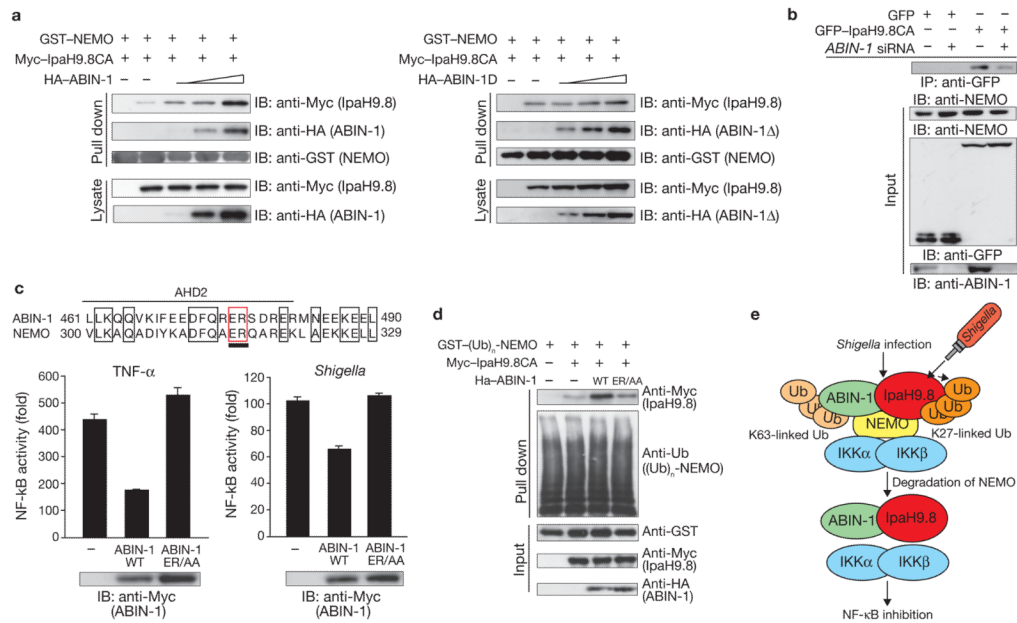 a
GST–NEMO + + + + +
Myc–IpaH9.8CA – + + + +
HA–ABIN-1 – –
Pull down
IB: anti-Myc (IpaH9.8)
IB: anti-HA (ABIN-1)
IB: anti-GST (NEMO)
Lysate
IB: anti-Myc (IpaH9.8)
IB: anti-HA (ABIN-1)
GST–NEMO + + + + +
Myc–IpaH9.8CA – + + + +
HA–ABIN-1D – –
Pull down
IB: anti-Myc (IpaH9.8)
IB: anti-HA (ABIN-1Δ)
IB: anti-GST (NEMO)
Lysate
IB: anti-Myc (IpaH9.8)
IB: anti-HA (ABIN-1Δ)
b
GFP + + – –
GFP–IpaH9.8CA – – + +
ABIN-1 siRNA – + – +
IP: anti-GFP
IB: anti-NEMO
IB: anti-NEMO
Input
IB: anti-GFP
IB: anti-ABIN-1
c
AHD2
ABIN-1 461 LLKQQVKIFEEDFQRERSDRERMNEEKEEL 490
NEMO 300 VLKAQADIYKADFQAERQAREKLAEKKELL 329
TNF-α
NF-kB activity (fold)
600
500
400
300
200
100
0
–
ABIN-1
WT
ABIN-1
ER/AA
IB: anti-Myc
(ABIN-1)
Shigella
NF-kB activity (fold)
120
100
80
60
40
20
0
–
ABIN-1
WT
ABIN-1
ER/AA
IB: anti-Myc
(ABIN-1)
d
GST–(Ub)n-NEMO + + + +
Myc–IpaH9.8CA – + + +
Ha–ABIN-1 – – WT ER/AA
Pull down
Anti-Myc
(IpaH9.8)
Anti-Ub
((Ub)n-NEMO)
Input
Anti-GST
Anti-Myc
(IpaH9.8)
Anti-HA
(ABIN-1)
e
Shigella
Shigella infection
Ub
Ub
Ub
ABIN-1
IpaH9.8
Ub
Ub
Ub
NEMO
K63-linked Ub
K27-linked Ub
IKKα
IKKβ
Degradation of NEMO
ABIN-1
IpaH9.8
IKKα
IKKβ
NF-κB inhibition